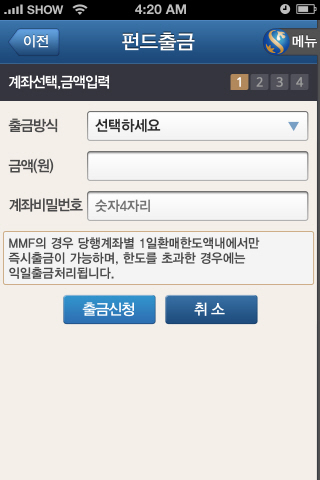 SHOW 4:20 AM
이전 펀드출금 메뉴
계좌선택,금액입력 1 2 3 4
출금방식 선택하세요
금액(원)
계좌비밀번호 숫자4자리
MMF의 경우 당행계좌별 1일환매한도액내에서만
즉시출금이 가능하며, 한도를 초과한 경우에는
익일출금처리됩니다.
출금신청 취 소